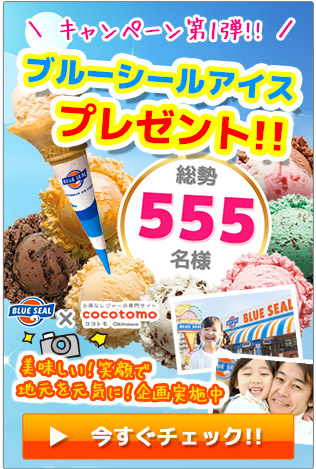 \ キャンペーン第1弾!! /
ブルーシールアイス
プレゼント!!
総勢
555
名様
BLUE SEAL
BLUE SEAL
×
お得なレジャーの専門サイト
cocotomo
ココトモ Okinawa
BLUE SEAL
美味しい!笑顔で
地元を元気に!企画実施中
▶ 今すぐチェック!!